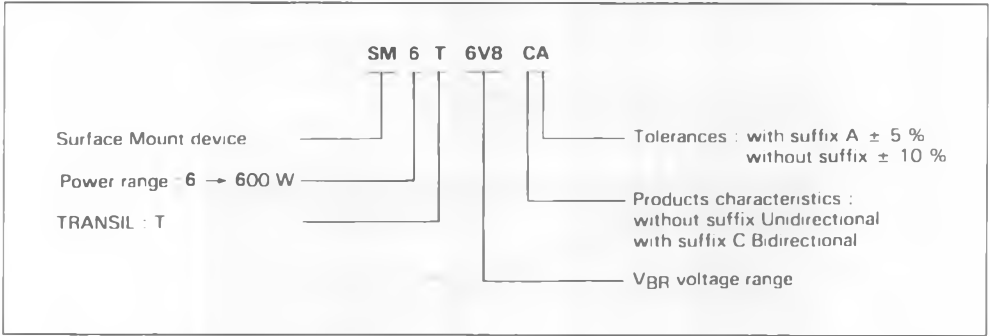 SM 6 T 6V8 CA
Surface Mount device
Power range 6 → 600 W
TRANSIL : T
Tolerances : with suffix A ± 5 %
without suffix ± 10 %
Products characteristics :
without suffix Unidirectional
with suffix C Bidirectional
VBR voltage range